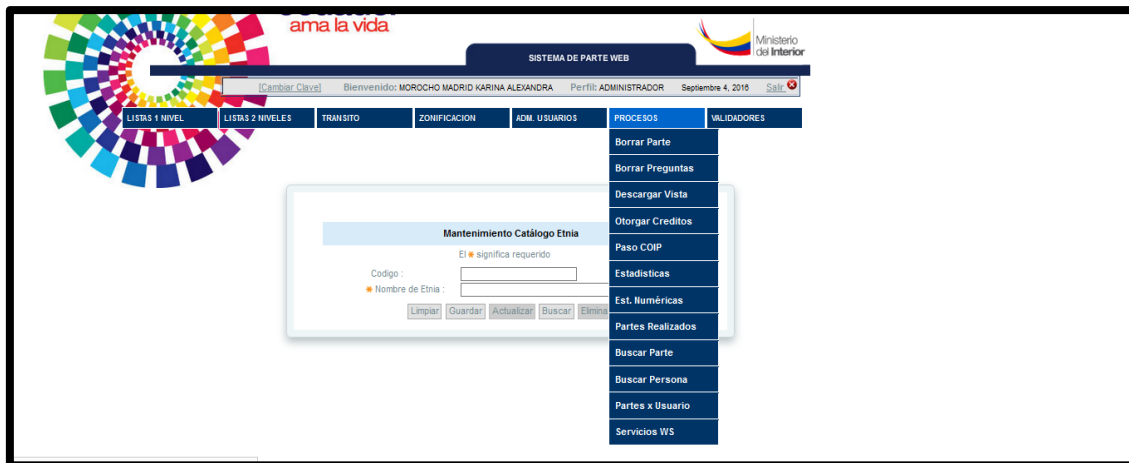 ama la vida
Ministerio
del Interior
SISTEMA DE PARTE WEB
[Cambiar Clave] Bienvenido: MOROCHO MADRID KARINA ALEXANDRA Perfil: ADMINISTRADOR Septiembre 4, 2016 Salir
LISTAS 1 NIVEL LISTAS 2 NIVELES TRANSITO ZONIFICACION ADM. USUARIOS PROCESOS VALIDADORES
Borrar Parte
Borrar Preguntas
Descargar Vista
Otorgar Creditos
Paso COIP
Estadisticas
Est. Numéricas
Partes Realizados
Buscar Parte
Buscar Persona
Partes x Usuario
Servicios WS
Mantenimiento Catálogo Etnia
El * significa requerido
Codigo :
* Nombre de Etnia :
Limpiar Guardar Actualizar Buscar Elimina